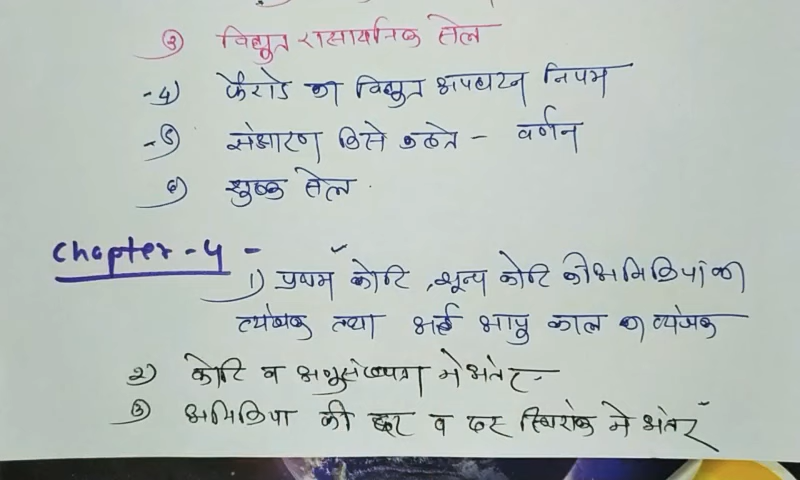 ③ विद्युत रासायनिक सेल
-4) फैराडे का विद्युत अपघटन नियम
-5) संक्षारण किसे कहते - वर्णन
6) शुष्क सेल.
Chapter-4 -
1) प्रथम कोटि, शून्य कोटि की अभिक्रिया का
व्यंजक तथा अर्द्ध आयु काल का व्यंजक
2) कोटि व अणुसंख्यता में अंतर -
③ अभिक्रिया की दर व दर स्थिरांक में अंतर